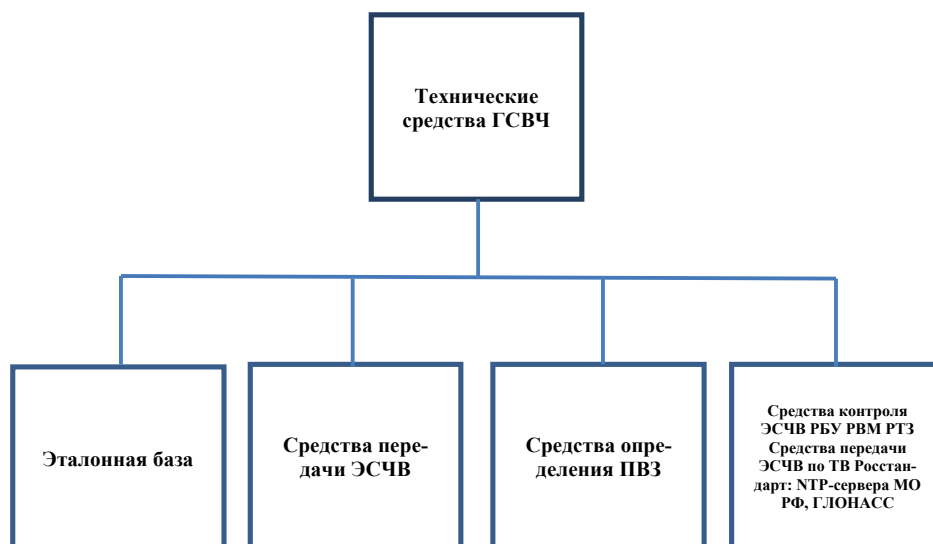 Технические
средства ГСВЧ
Эталонная база
Средства пере-
дачи ЭСЧВ
Средства опре-
деления ПВЗ
Средства контроля
ЭСЧВ РБУ РВМ РТЗ
Средства передачи
ЭСЧВ по ТВ Росстан-
дарт: NTP-сервера МО
РФ, ГЛОНАСС